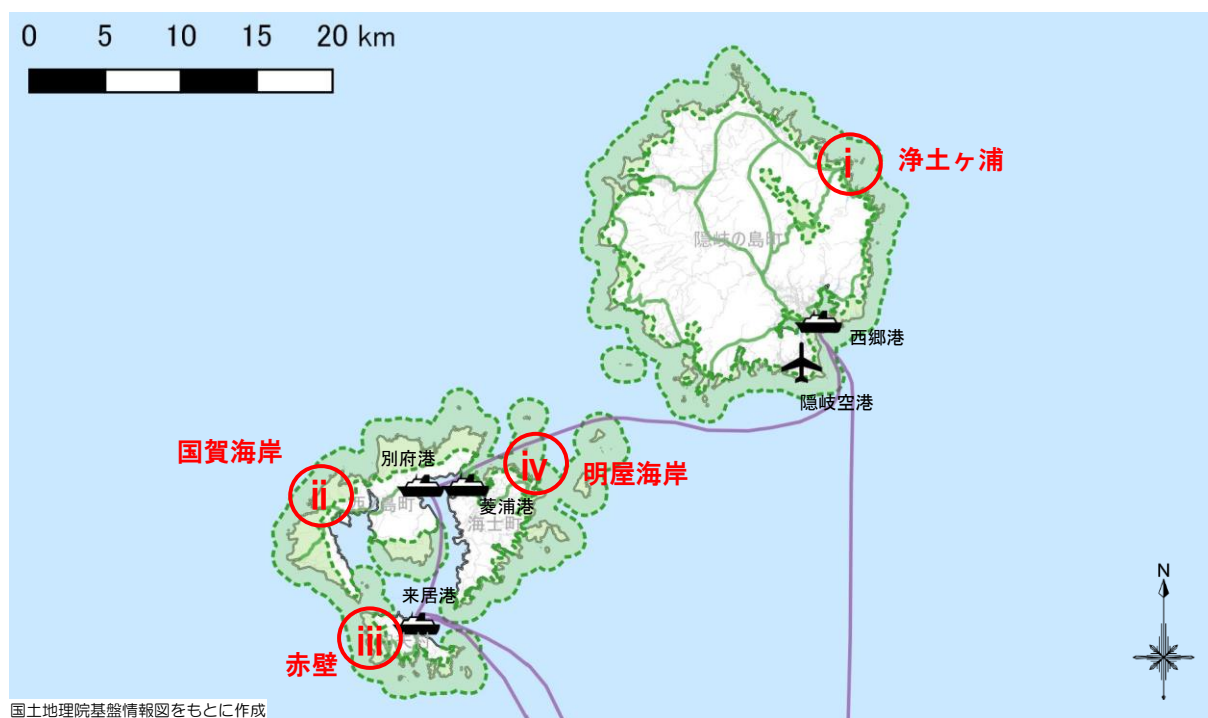 0 5 10 15 20 km
i
浄土ヶ浦
隠岐の島町
西郷港
隠岐空港
国賀海岸
別府港
iv
明屋海岸
ii
菱浦港
海士町
来居港
iii
赤壁
N
国土地理院基盤情報図をもとに作成